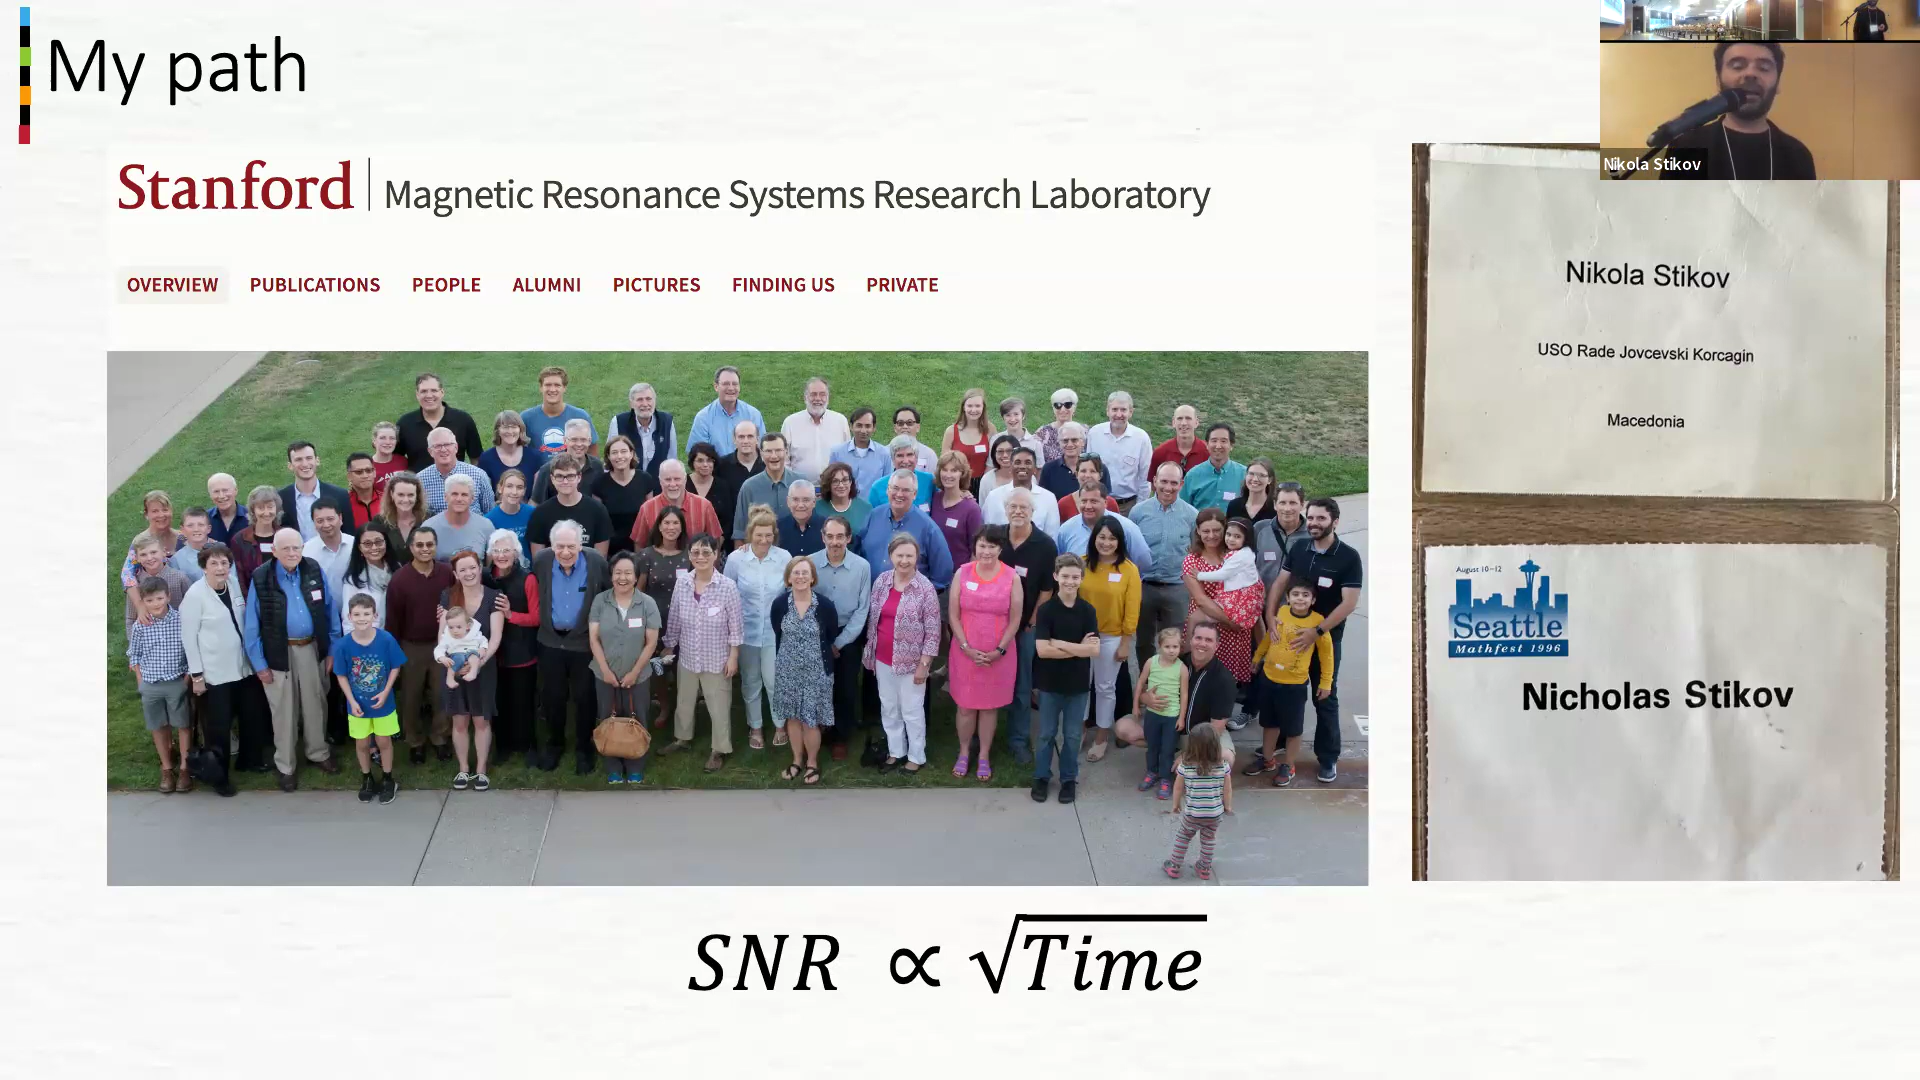 My path
Stanford | Magnetic Resonance Systems Research Laboratory
OVERVIEW PUBLICATIONS PEOPLE ALUMNI PICTURES FINDING US PRIVATE
Nikola Stikov
Nikola Stikov
USO Rade Jovcevski Korcagin
Macedonia
August 10-12
Seattle
Mathfest 1996
Nicholas Stikov
SNR ∝ √Time